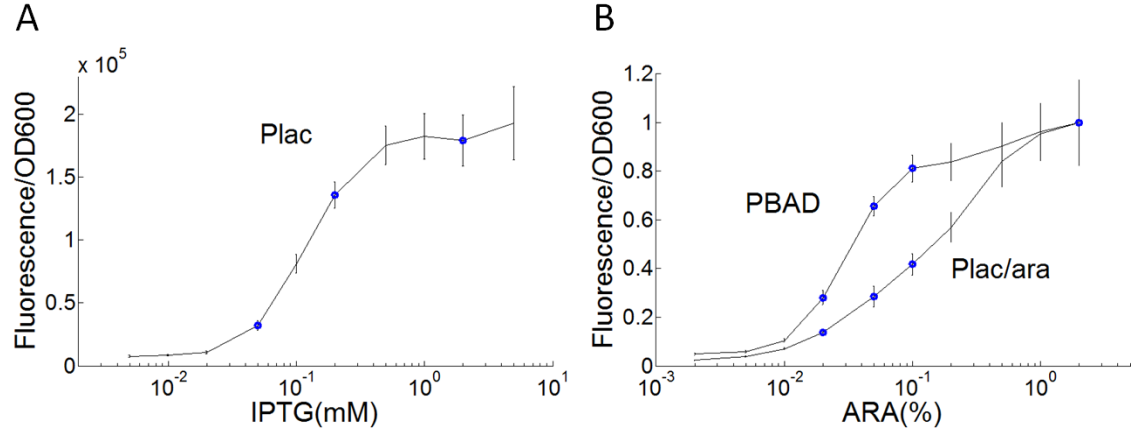 A
x 10^5
2
1.5
1
0.5
0
Fluorescence/OD600
Plac
10^-2
10^-1
10^0
10^1
IPTG(mM)
B
1.2
1
0.8
0.6
0.4
0.2
0
Fluorescence/OD600
PBAD
Plac/ara
10^-3
10^-2
10^-1
10^0
ARA(%)